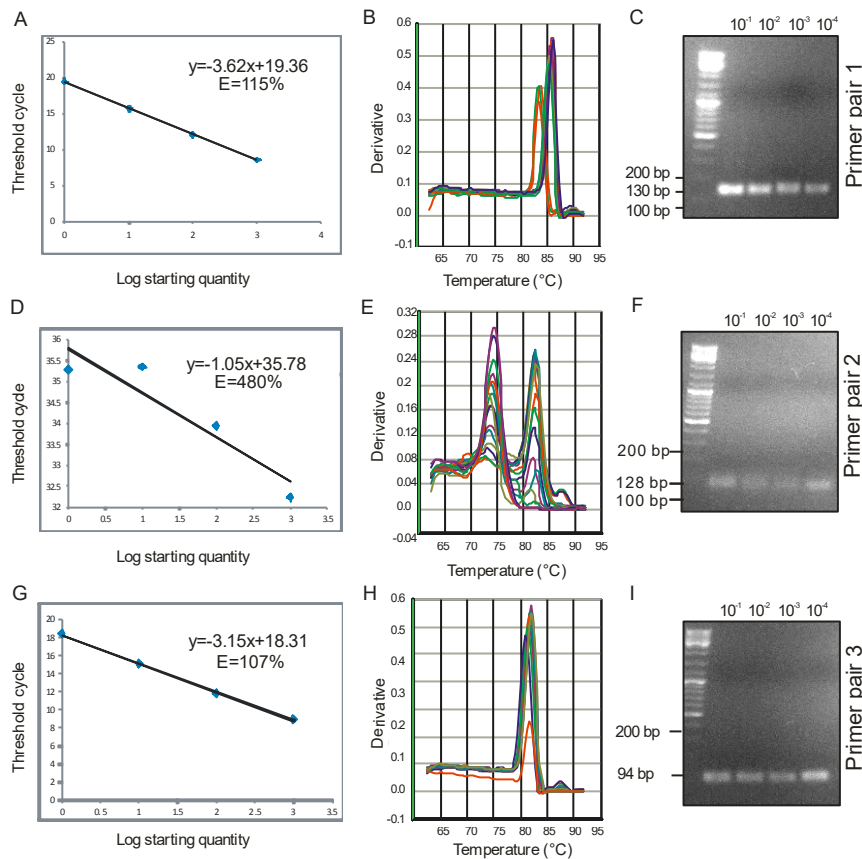 A
25
20
15
10
5
0
0 1 2 3 4
y=-3.62x+19.36
E=115%
Threshold cycle
Log starting quantity
B
0.6
0.5
0.4
0.3
0.2
0.1
0.0
-0.1
65 70 75 80 85 90 95
Derivative
Temperature (°C)
C
10-1 10-2 10-3 10-4
200 bp
130 bp
100 bp
Primer pair 1
D
36
35.5
35
34.5
34
33.5
33
32.5
32
0 0.5 1 1.5 2 2.5 3 3.5
y=-1.05x+35.78
E=480%
Threshold cycle
Log starting quantity
E
0.32
0.28
0.24
0.20
0.16
0.12
0.08
0.04
0.0
-0.04
65 70 75 80 85 90 95
Derivative
Temperature (°C)
F
10-1 10-2 10-3 10-4
200 bp
128 bp
100 bp
Primer pair 2
G
20
18
16
14
12
10
8
6
4
2
0
0 0.5 1 1.5 2 2.5 3 3.5
y=-3.15x+18.31
E=107%
Threshold cycle
Log starting quantity
H
0.6
0.5
0.4
0.3
0.2
0.1
0.0
-0.1
65 70 75 80 85 90 95
Derivative
Temperature (°C)
I
10-1 10-2 10-3 10-4
200 bp
94 bp
Primer pair 3